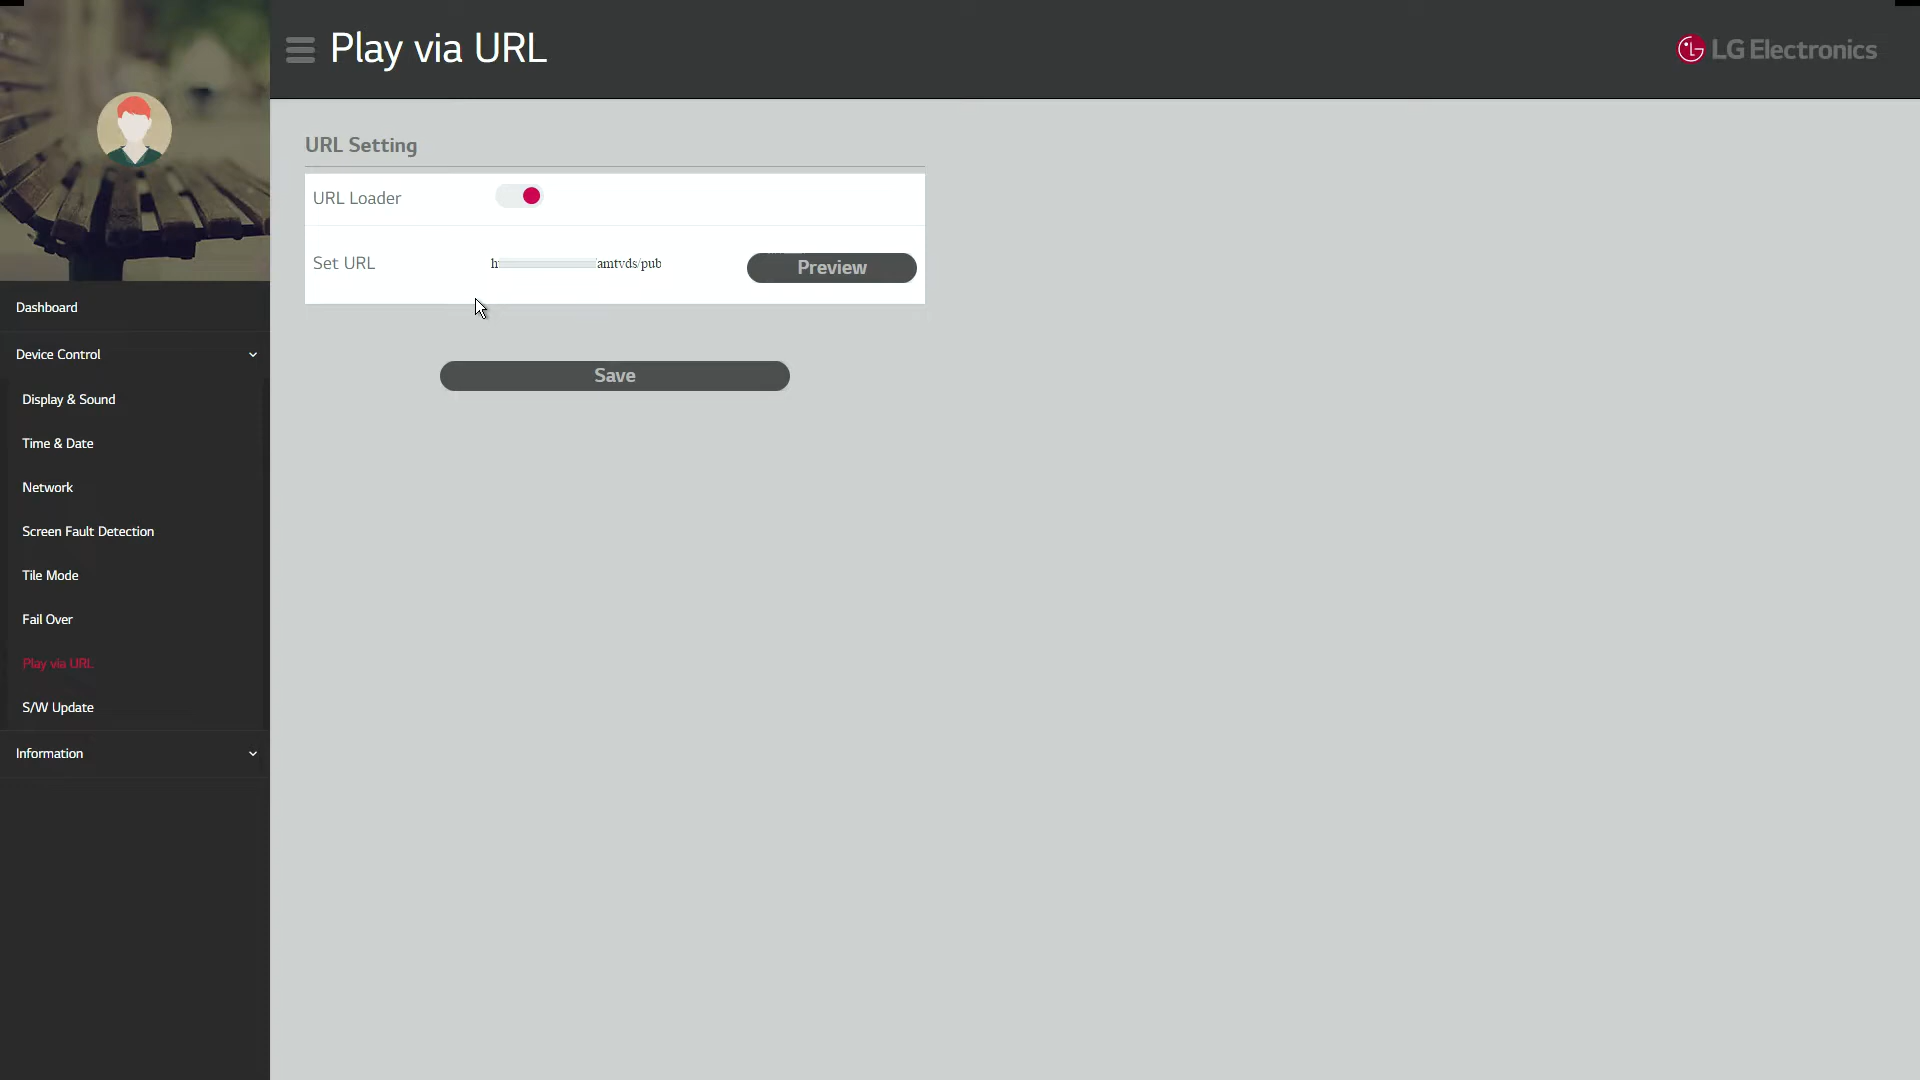 Play via URL
LG Electronics
URL Setting
URL Loader
Set URL
amtvds/pub
Preview
Save
Dashboard
Device Control
Display & Sound
Time & Date
Network
Screen Fault Detection
Tile Mode
Fail Over
Play via URL
S/W Update
Information